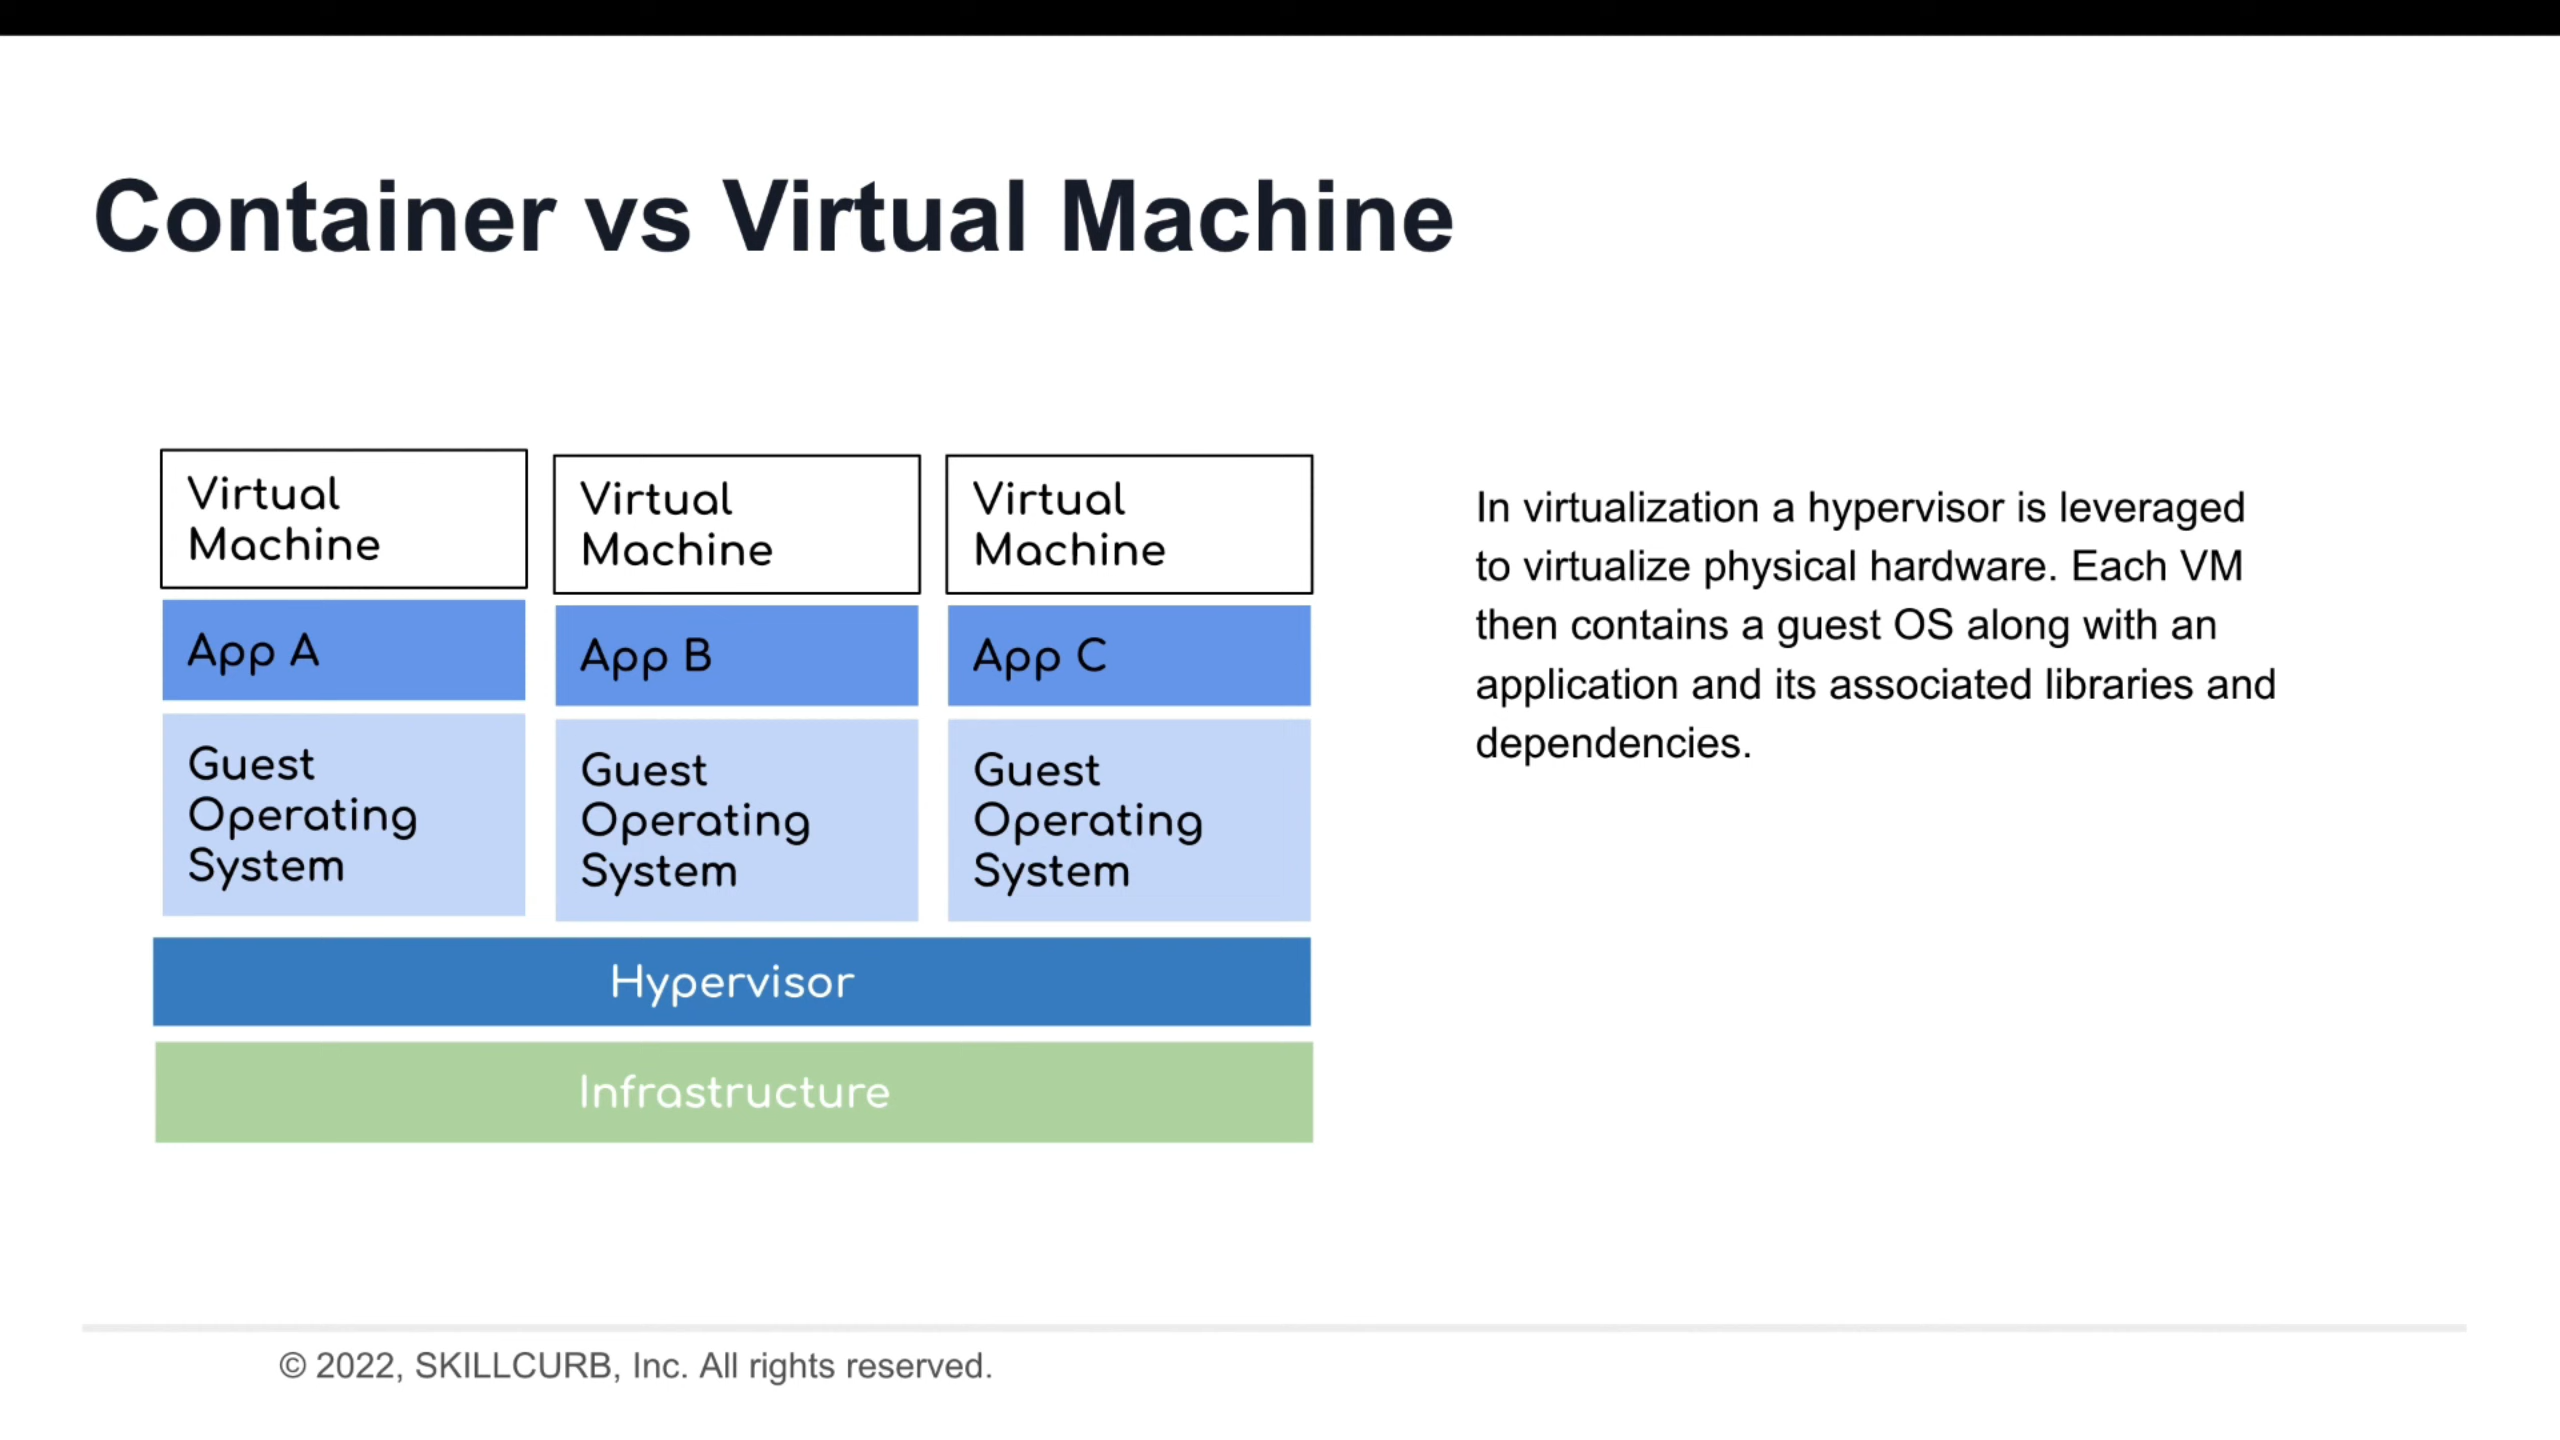 Container vs Virtual Machine
Virtual
Machine
Virtual
Machine
Virtual
Machine
App A
App B
App C
Guest
Operating
System
Guest
Operating
System
Guest
Operating
System
Hypervisor
Infrastructure
In virtualization a hypervisor is leveraged
to virtualize physical hardware. Each VM
then contains a guest OS along with an
application and its associated libraries and
dependencies.
© 2022, SKILLCURB, Inc. All rights reserved.